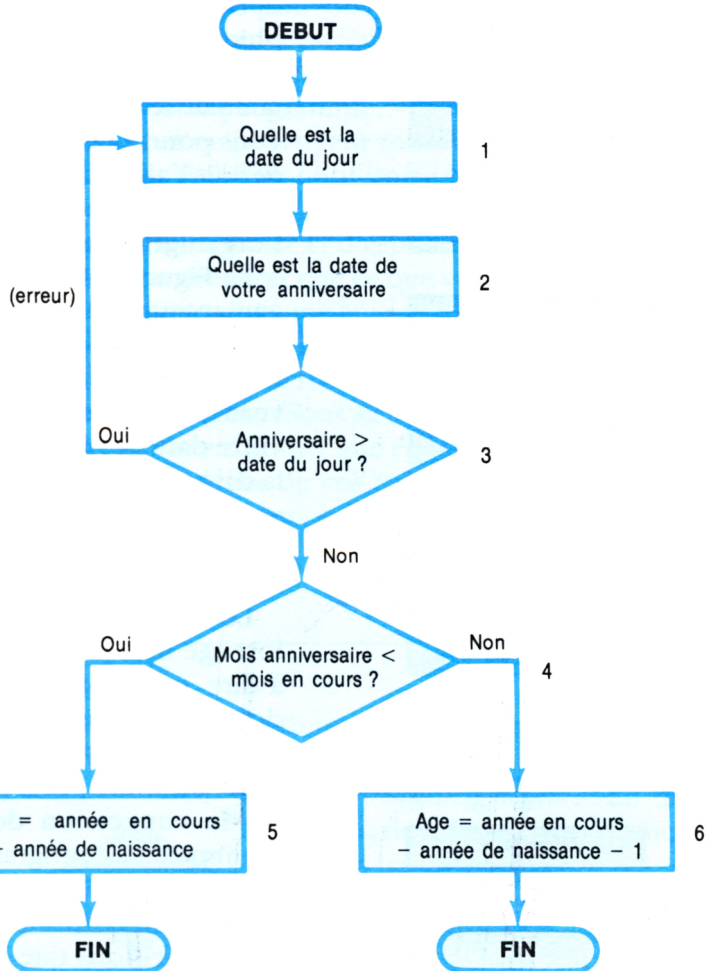 DEBUT
Quelle est la
date du jour
1
Quelle est la date de
votre anniversaire
2
(erreur)
Oui
Anniversaire >
date du jour ?
3
Non
Oui
Mois anniversaire <
mois en cours ?
Non
4
= année en cours
- année de naissance
5
Age = année en cours
– année de naissance – 1
6
FIN
FIN